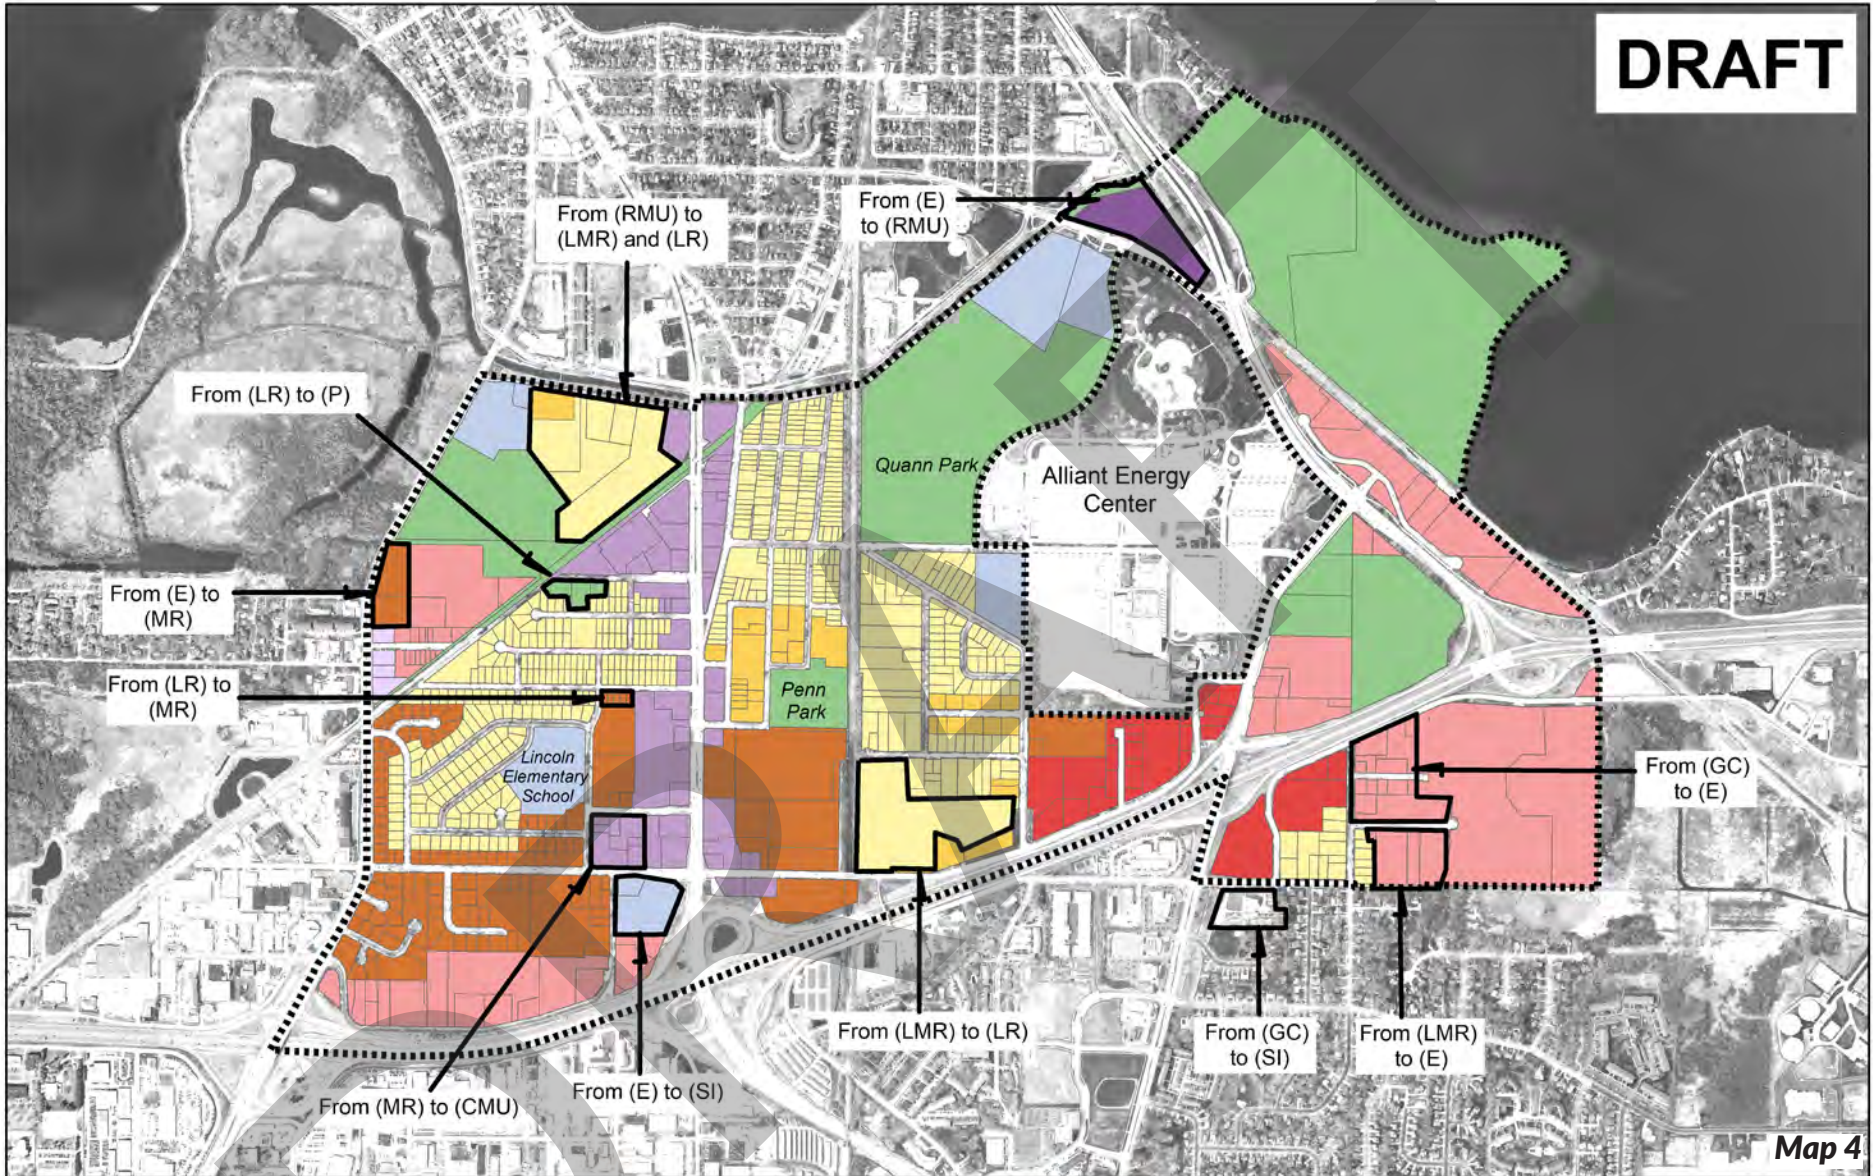 DRAFT
From (RMU) to
(LMR) and (LR)
From (E)
to (RMU)
From (LR) to (P)
Quann Park
Alliant Energy
Center
From (E) to
(MR)
From (LR) to
(MR)
Penn
Park
Lincoln
Elementary
School
From (GC)
to (E)
From (LMR) to (LR)
From (GC)
to (SI)
From (LMR)
to (E)
From (E) to (SI)
From (MR) to (CMU)
Map 4
DRAFT